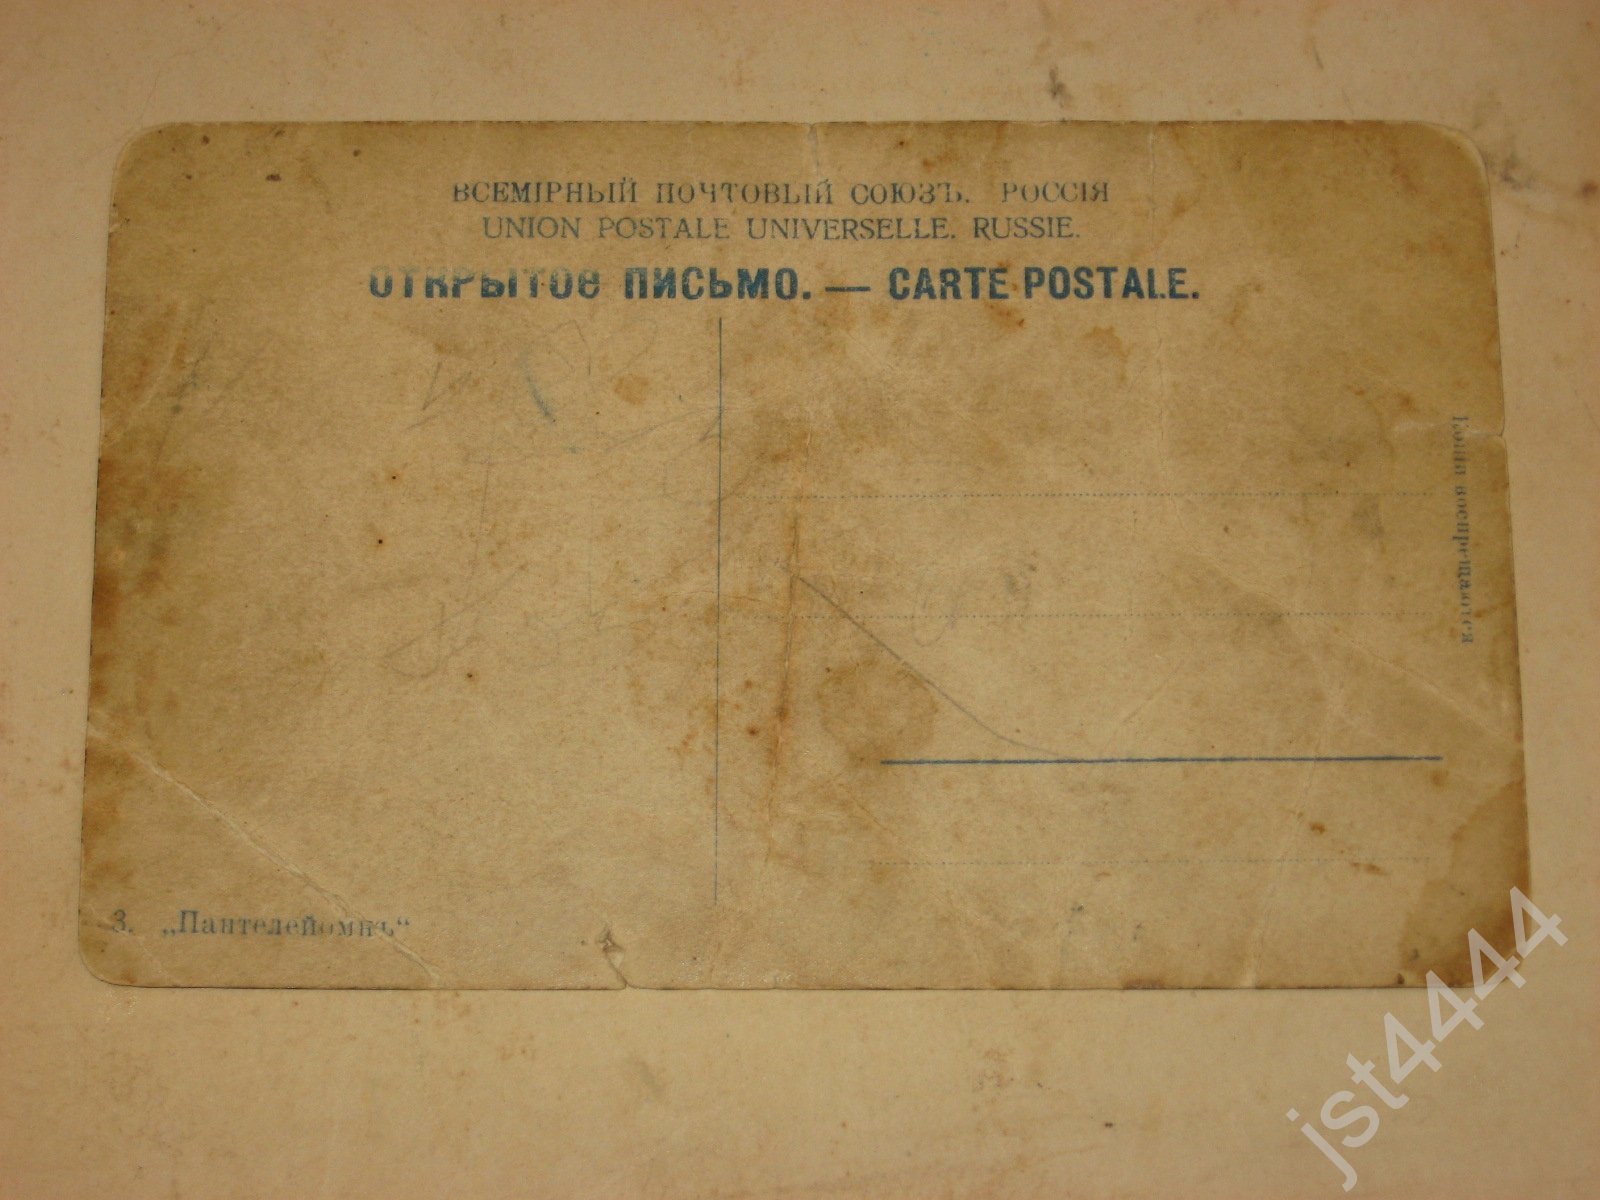 ВСЕМІРНЫЙ ПОЧТОВЫЙ СОЮЗЪ. РОССІЯ
UNION POSTALE UNIVERSELLE. RUSSIE.
ОТКРЫТОЕ ПИСЬМО. — CARTE POSTALE.
Копія воспрещается
3. „Пантелеймонъ“
jst4444